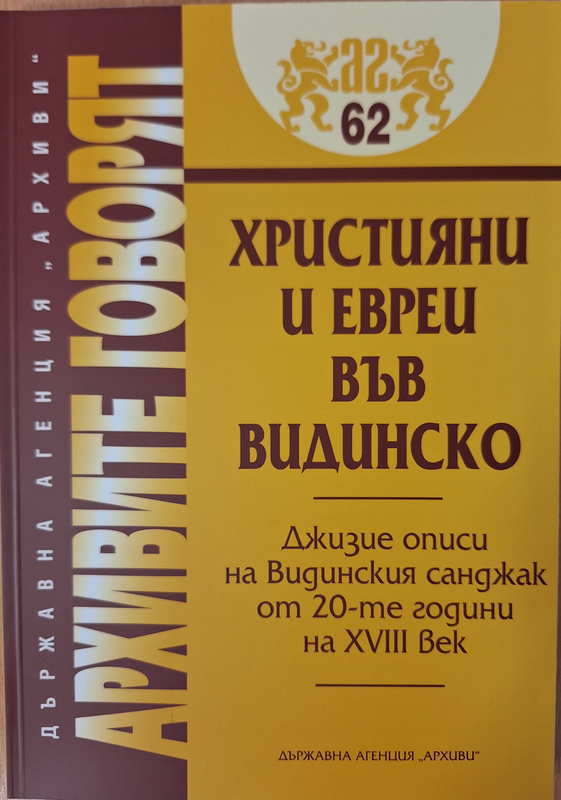 ДЪРЖАВНА АГЕНЦИЯ „АРХИВИ“
АРХИВИТЕ ГОВОРЯТ
аг
62
ХРИСТИЯНИ
И ЕВРЕИ
ВЪВ
ВИДИНСКО
Джизие описи
на Видинския санджак
от 20-те години
на XVIII век
ДЪРЖАВНА АГЕНЦИЯ „АРХИВИ“